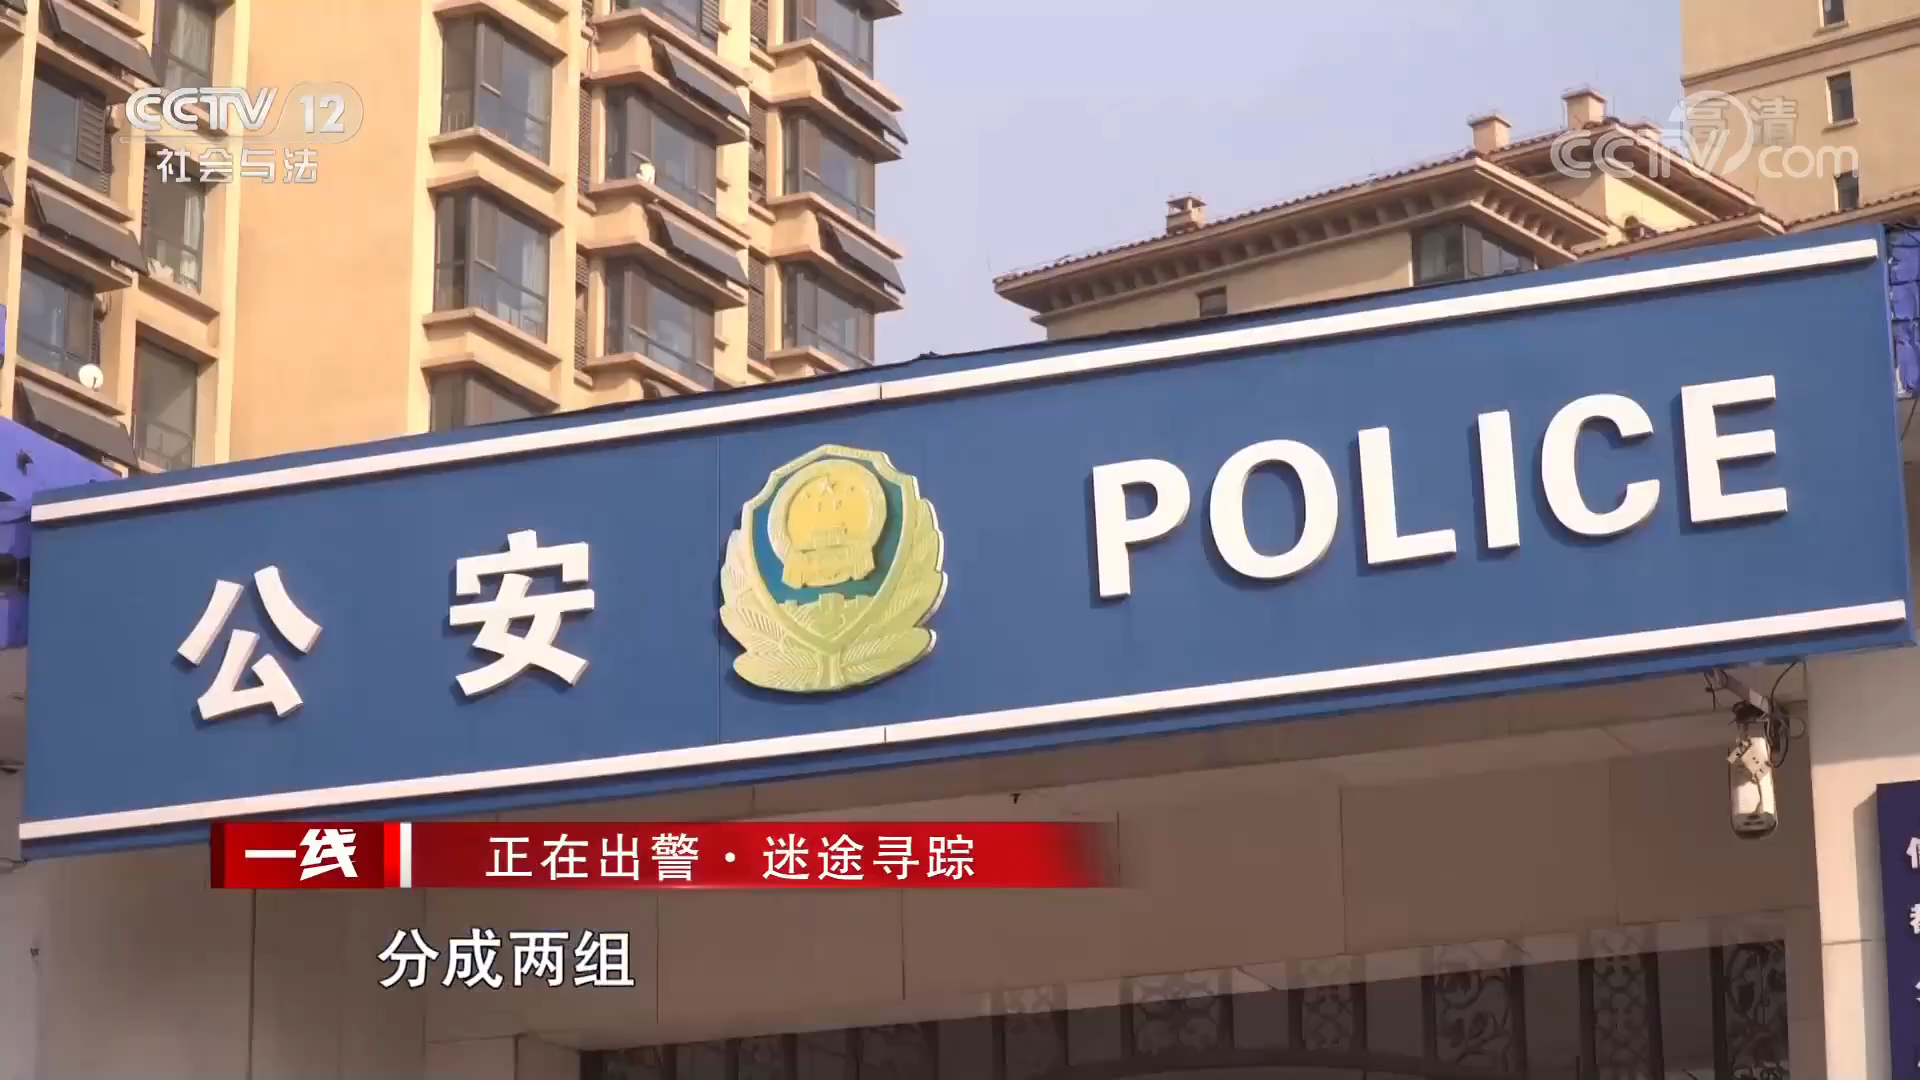 CCTV 12
社会与法
高清
CCTV.com
公安 POLICE
一线 正在出警·迷途寻踪
分成两组